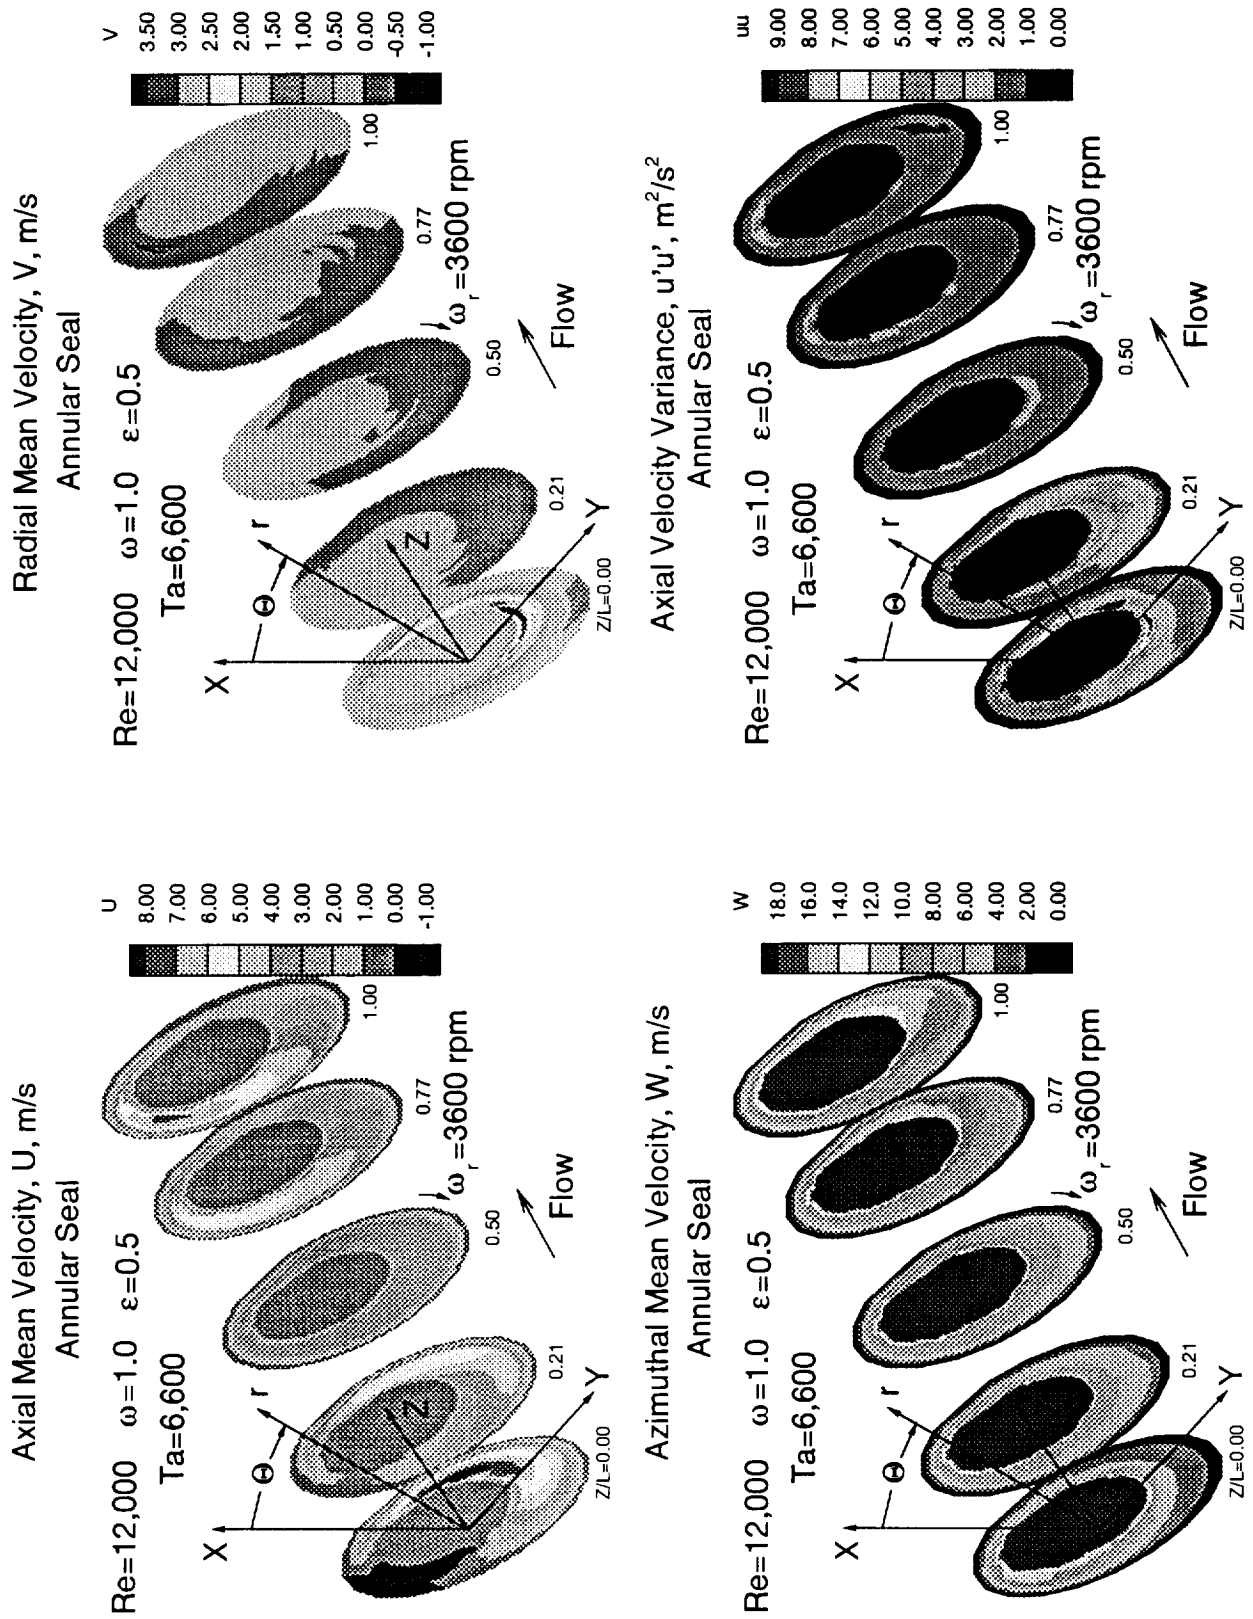 Axial Mean Velocity, U, m/s
Annular Seal
Re=12,000 ω=1.0 ε=0.5
Ta=6,600
X
Θ
r
Z
Y
Z/L=0.00
0.21
0.50
0.77
1.00
ω r =3600 rpm
Flow
U
8.00
7.00
6.00
5.00
4.00
3.00
2.00
1.00
0.00
-1.00
Radial Mean Velocity, V, m/s
Annular Seal
Re=12,000 ω=1.0 ε=0.5
Ta=6,600
X
Θ
r
Z
Y
Z/L=0.00
0.21
0.50
0.77
1.00
ω r =3600 rpm
Flow
V
3.50
3.00
2.50
2.00
1.50
1.00
0.50
0.00
-0.50
-1.00
Azimuthal Mean Velocity, W, m/s
Annular Seal
Re=12,000 ω=1.0 ε=0.5
Ta=6,600
X
Θ
r
Y
Z/L=0.00
0.21
0.50
0.77
1.00
ω r =3600 rpm
Flow
W
18.0
16.0
14.0
12.0
10.0
8.00
6.00
4.00
2.00
0.00
Axial Velocity Variance, u'u', m²/s²
Annular Seal
Re=12,000 ω=1.0 ε=0.5
Ta=6,600
X
Θ
r
Y
Z/L=0.00
0.21
0.50
0.77
1.00
ω r =3600 rpm
Flow
uu
9.00
8.00
7.00
6.00
5.00
4.00
3.00
2.00
1.00
0.00